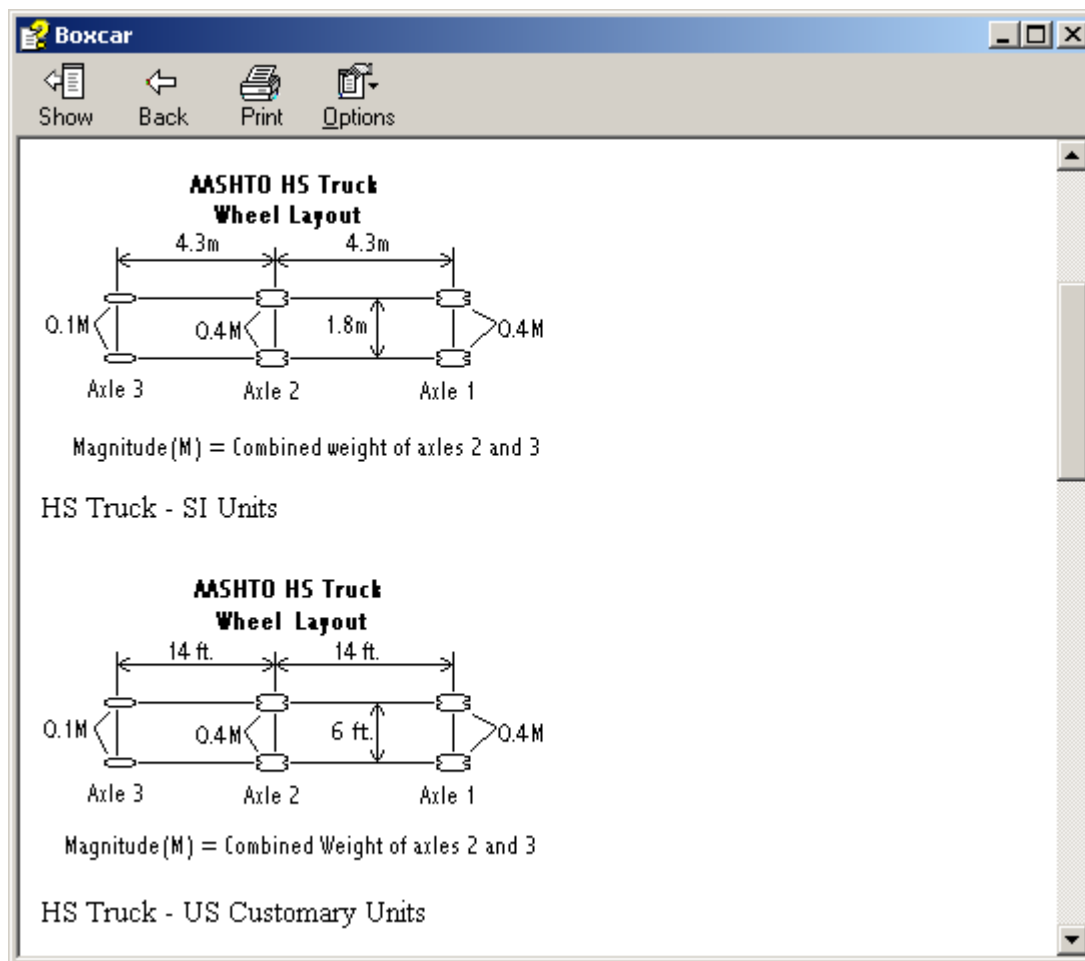 Boxcar
Show Back Print Options
AASHTO HS Truck
Wheel Layout
4.3m 4.3m
0.1M 0.4M 1.8m 0.4M
Axle 3 Axle 2 Axle 1
Magnitude(M) = Combined weight of axles 2 and 3
HS Truck - SI Units
AASHTO HS Truck
Wheel Layout
14 ft. 14 ft.
0.1M 0.4M 6 ft. 0.4M
Axle 3 Axle 2 Axle 1
Magnitude(M) = Combined Weight of axles 2 and 3
HS Truck - US Customary Units